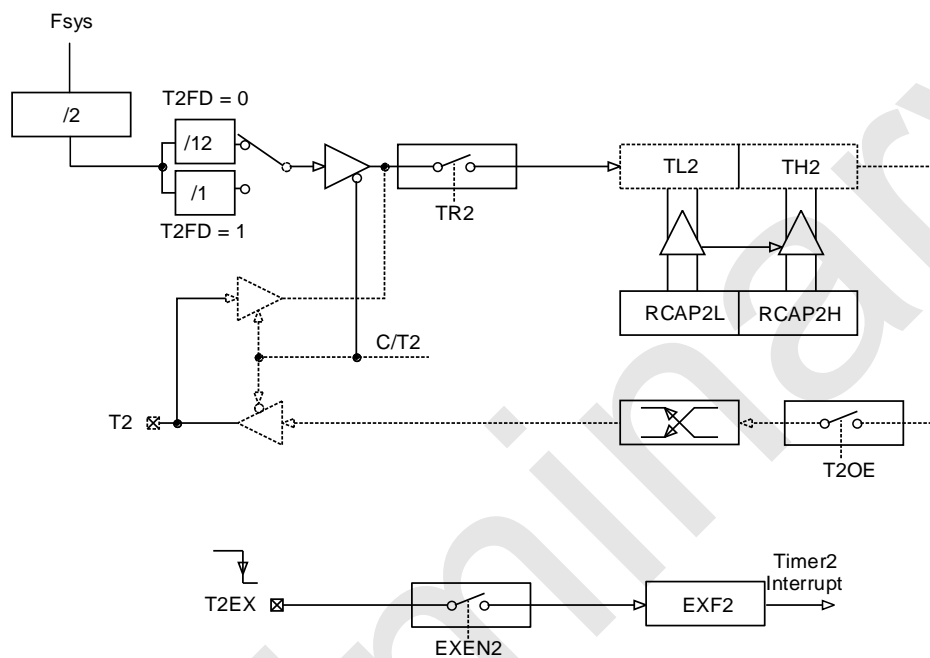 Fsys
/2
T2FD = 0
/12
/1
T2FD = 1
TR2
TL2
TH2
RCAP2L
RCAP2H
C/T2
T2
T2OE
T2EX
EXEN2
EXF2
Timer2
Interrupt
minary